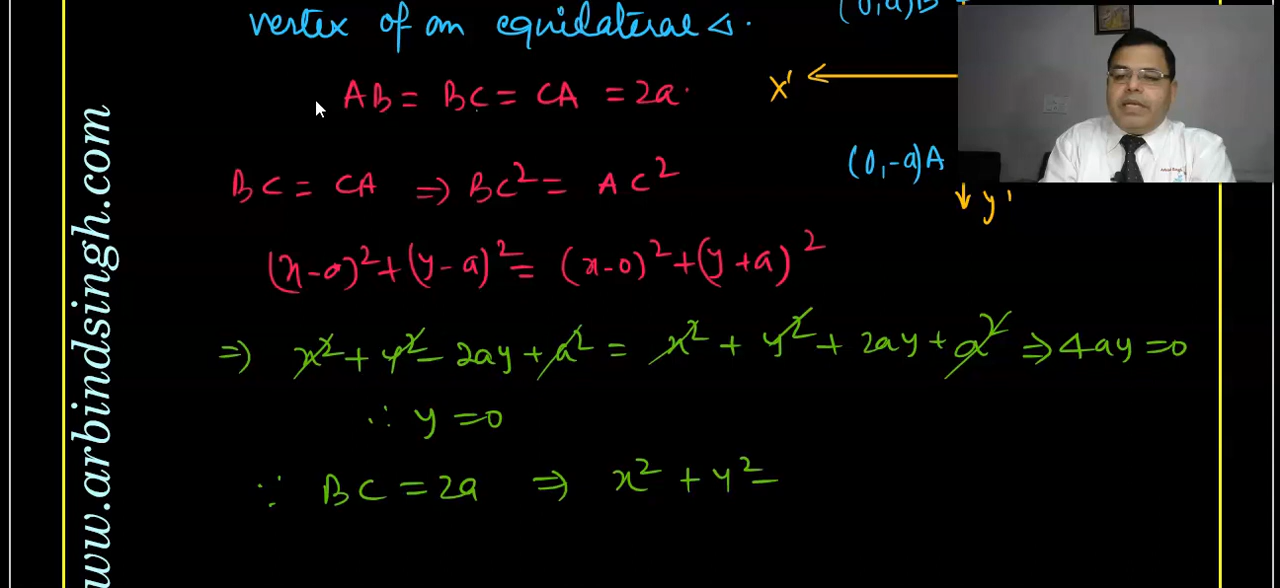 vertex of an equilateral △.
(0,a)B
AB = BC = CA = 2a.
X'
BC = CA ⇒ BC² = AC²
(0,-a)A
y'
(x-0)²+(y-a)² = (x-0)²+(y+a)²
⇒ x² + y² - 2ay + a² = x² + y² + 2ay + a² ⇒ 4ay = 0
∴ y = 0
∵ BC = 2a ⇒ x² + y² -
www.arbindsingh.com